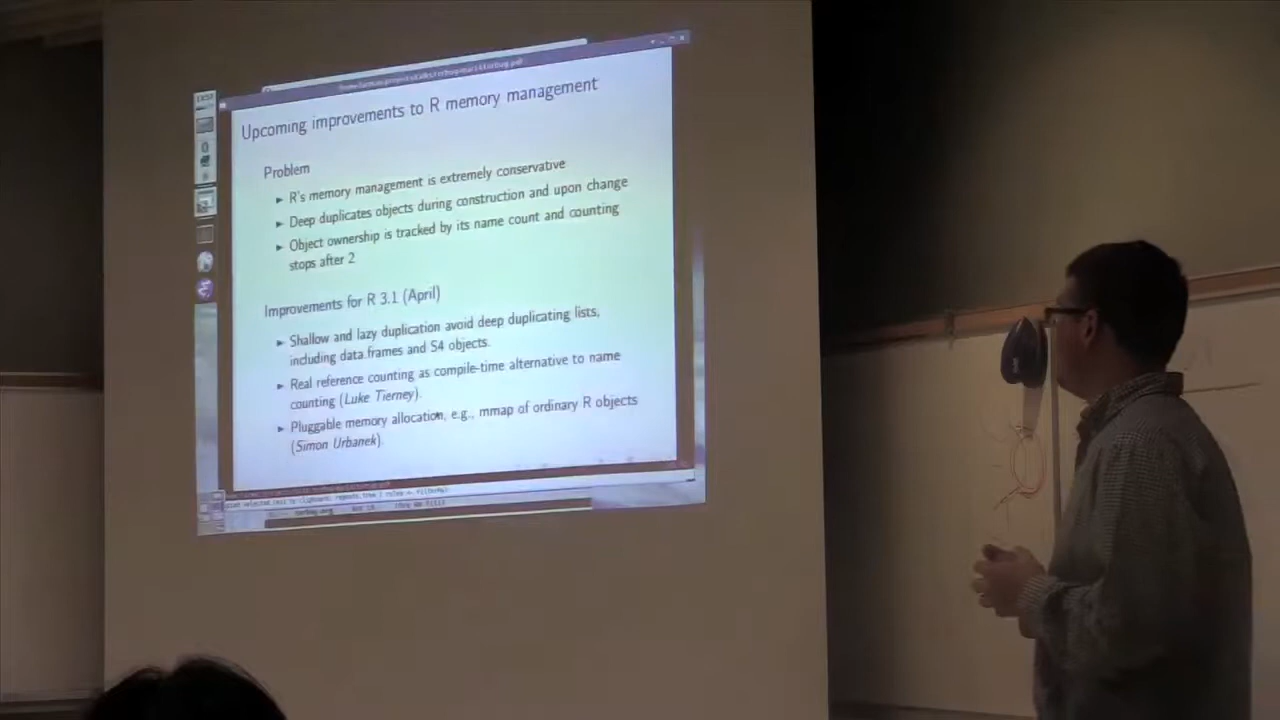 Upcoming improvements to R memory management
Problem
► R's memory management is extremely conservative
► Deep duplicates objects during construction and upon change
► Object ownership is tracked by its name count and counting
stops after 2
Improvements for R 3.1 (April)
► Shallow and lazy duplication avoid deep duplicating lists,
including data.frames and S4 objects.
► Real reference counting as compile-time alternative to name
counting (Luke Tierney).
► Pluggable memory allocation, e.g., mmap of ordinary R objects
(Simon Urbanek).